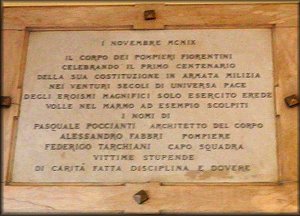 I NOVEMBRE MCMIX
IL CORPO DEI POMPIERI FIORENTINI
CELEBRANDO IL PRIMO CENTENARIO
DELLA SUA COSTITUZIONE IN ARMATA MILIZIA
NEI VENTURI SECOLI DI UNIVERSA PACE
DEGLI EROISMI MAGNIFICI SOLO ESERCITO EREDE
VOLLE NEL MARMO AD ESEMPIO SCOLPITI
I NOMI DI
PASQUALE POCCIANTI ARCHITETTO DEL CORPO
ALESSANDRO FABBRI POMPIERE
FEDERIGO TARCHIANI CAPO SQUADRA
VITTIME STUPENDE
DI CARITÀ FATTA DISCIPLINA E DOVERE